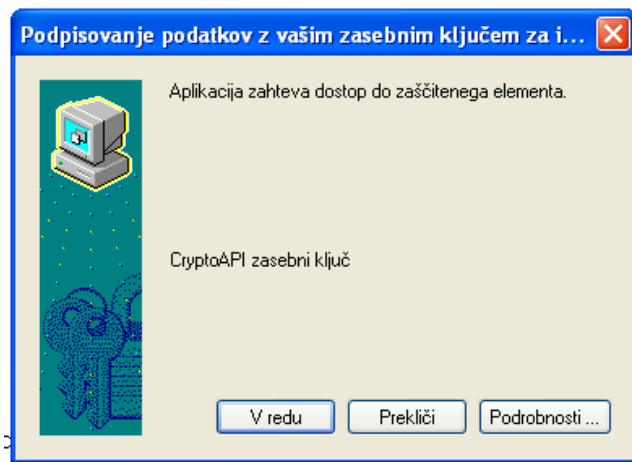 Podpisovanje podatkov z vašim zasebnim ključem za i...
Aplikacija zahteva dostop do zaščitenega elementa.
CryptoAPI zasebni ključ
V redu
Prekliči
Podrobnosti ...